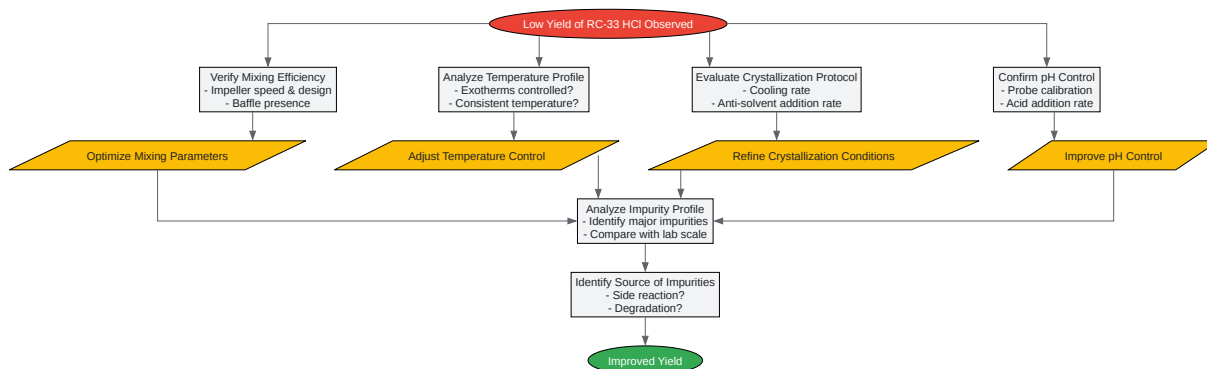 Low Yield of RC-33 HCl Observed
Verify Mixing Efficiency
- Impeller speed & design
- Baffle presence
Analyze Temperature Profile
- Exotherms controlled?
- Consistent temperature?
Evaluate Crystallization Protocol
- Cooling rate
- Anti-solvent addition rate
Confirm pH Control
- Probe calibration
- Acid addition rate
Optimize Mixing Parameters
Adjust Temperature Control
Refine Crystallization Conditions
Improve pH Control
Analyze Impurity Profile
- Identify major impurities
- Compare with lab scale
Identify Source of Impurities
- Side reaction?
- Degradation?
Improved Yield